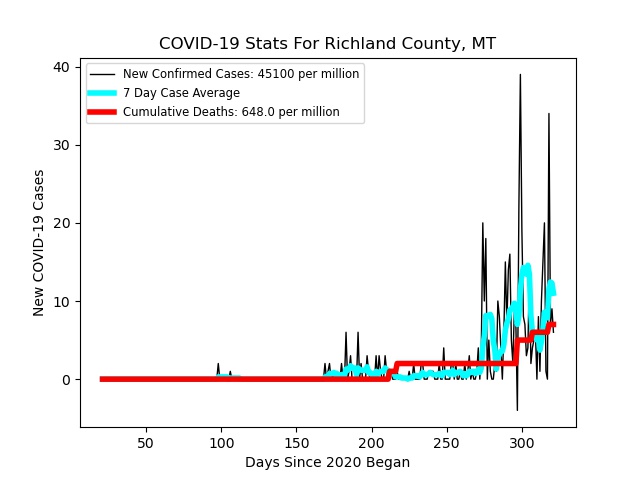 COVID-19 Stats For Richland County, MT
New Confirmed Cases: 45100 per million
7 Day Case Average
Cumulative Deaths: 648.0 per million
New COVID-19 Cases
40
30
20
10
0
50 100 150 200 250 300
Days Since 2020 Began